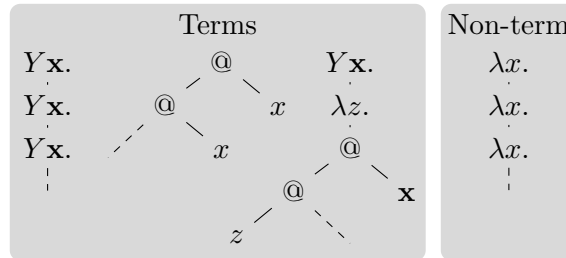 Terms
Non-term
Y𝐱. @ Y𝐱. λx.
Y𝐱. @ x λz. λx.
Y𝐱. x @ λx.
@ 𝐱
z